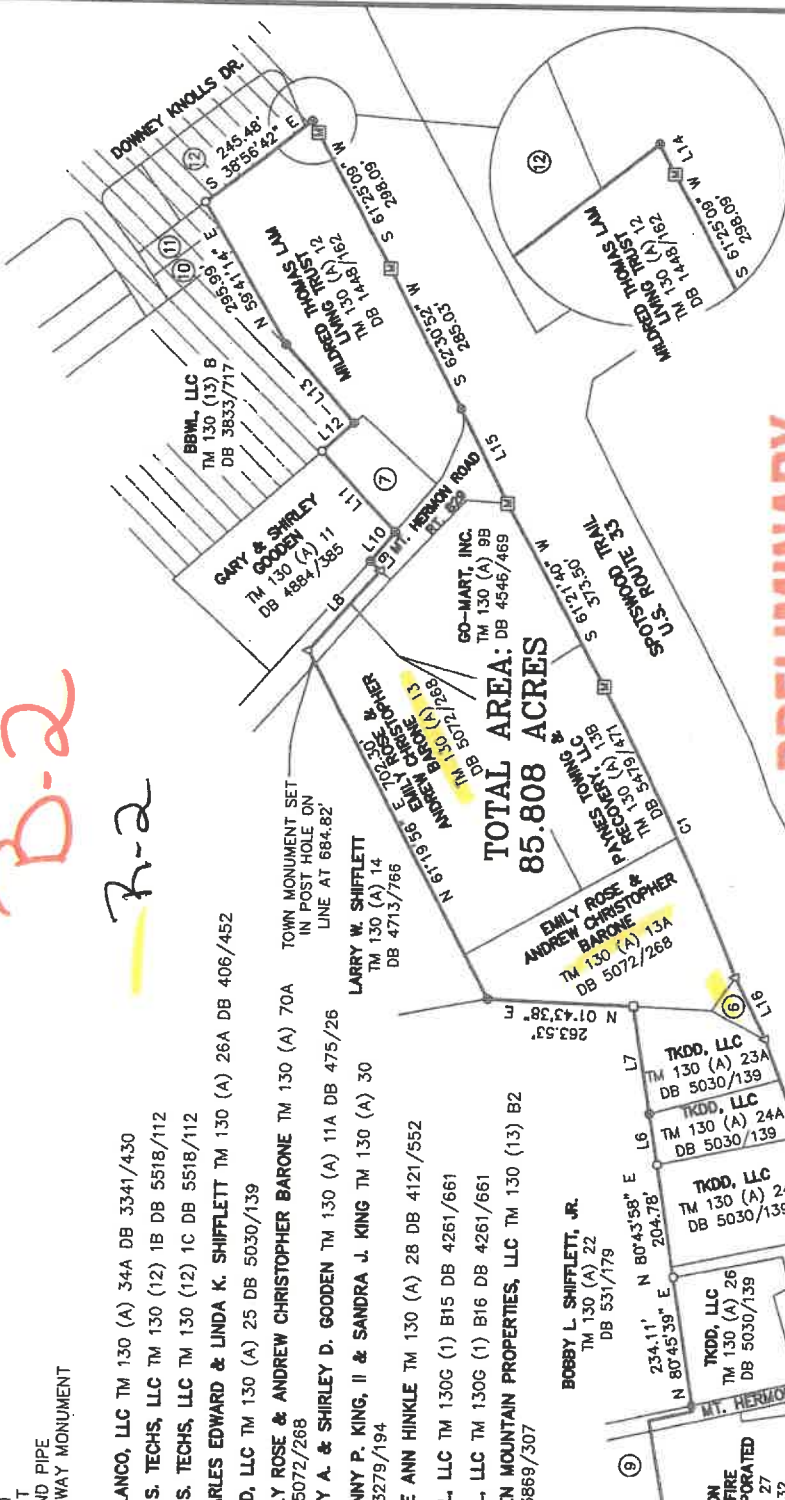 B-2
R-2
ND PIPE
WAY MONUMENT
LANCO, LLC TM 130 (A) 34A DB 3341/430
S. TECHS, LLC TM 130 (12) 1B DB 5518/112
S. TECHS, LLC TM 130 (12) 1C DB 5518/112
RLES EDWARD & LINDA K. SHIFFLETT TM 130 (A) 26A DB 406/452
D, LLC TM 130 (A) 25 DB 5030/139
LY ROSE & ANDREW CHRISTOPHER BARONE TM 130 (A) 70A
5072/268
Y A. & SHIRLEY D. GOODEN TM 130 (A) 11A DB 475/26
NNY P. KING, II & SANDRA J. KING TM 130 (A) 30
3279/194
E ANN HINKLE TM 130 (A) 28 DB 4121/552
L, LLC TM 130G (1) B15 DB 4261/661
L, LLC TM 130G (1) B16 DB 4261/661
EN MOUNTAIN PROPERTIES, LLC TM 130 (13) B2
5869/307
TOWN MONUMENT SET
IN POST HOLE ON
LINE AT 684.82'
LARRY W. SHIFFLETT
TM 130 (A) 14
DB 4713/766
BOBBY L. SHIFFLETT, JR.
TM 130 (A) 22
DB 531/179
DOWNEY KNOLLS DR.
12
11
10
S 38°56'42" E
245.48'
N 59°41'14" E
295.99'
BBWL, LLC
TM 130 (13) B
DB 3833/717
MILDRED THOMAS LAM
LIVING TRUST
TM 130 (A) 12
DB 1448/162
M
S 61°25'09" W
298.09'
M
S 62°30'52" W
285.03'
L13
L12
L11
L10
L9
L8
7
GARY & SHIRLEY
GOODEN
TM 130 (A) 11
DB 4884/385
MT. HERMON ROAD
RT. 629
L15
M
12
MILDRED THOMAS LAM
LIVING TRUST
TM 130 (A) 12
DB 1448/162
M
L14
S 61°25'09" W
298.09'
GO-MART, INC.
TM 130 (A) 9B
DB 4546/469
S 61°21'40" W
373.50'
M
SPOTSWOOD TRAIL
U.S. ROUTE 33
N 61°19'56" E 702.30'
EMILY ROSE &
ANDREW CHRISTOPHER
BARONE
TM 130 (A) 13
DB 5072/268
TOTAL AREA:
85.808 ACRES
PAYNES TOWING &
RECOVERY, LLC
TM 130 (A) 13B
DB 5479/471
C1
EMILY ROSE &
ANDREW CHRISTOPHER
BARONE
TM 130 (A) 13A
DB 5072/268
N 01°43'38" E
263.53'
6
L16
L7
L6
TKDD, LLC
TM 130 (A) 23A
DB 5030/139
TKDD, LLC
TM 130 (A) 24A
DB 5030/139
N 80°43'58" E
204.78'
TKDD, LLC
TM 130 (A) 2
DB 5030/139
234.11'
N 80°45'39" E
TKDD, LLC
TM 130 (A) 26
DB 5030/139
MT. HERMO
9
ON
FIRE
PORATED
27
PRELIMINARY